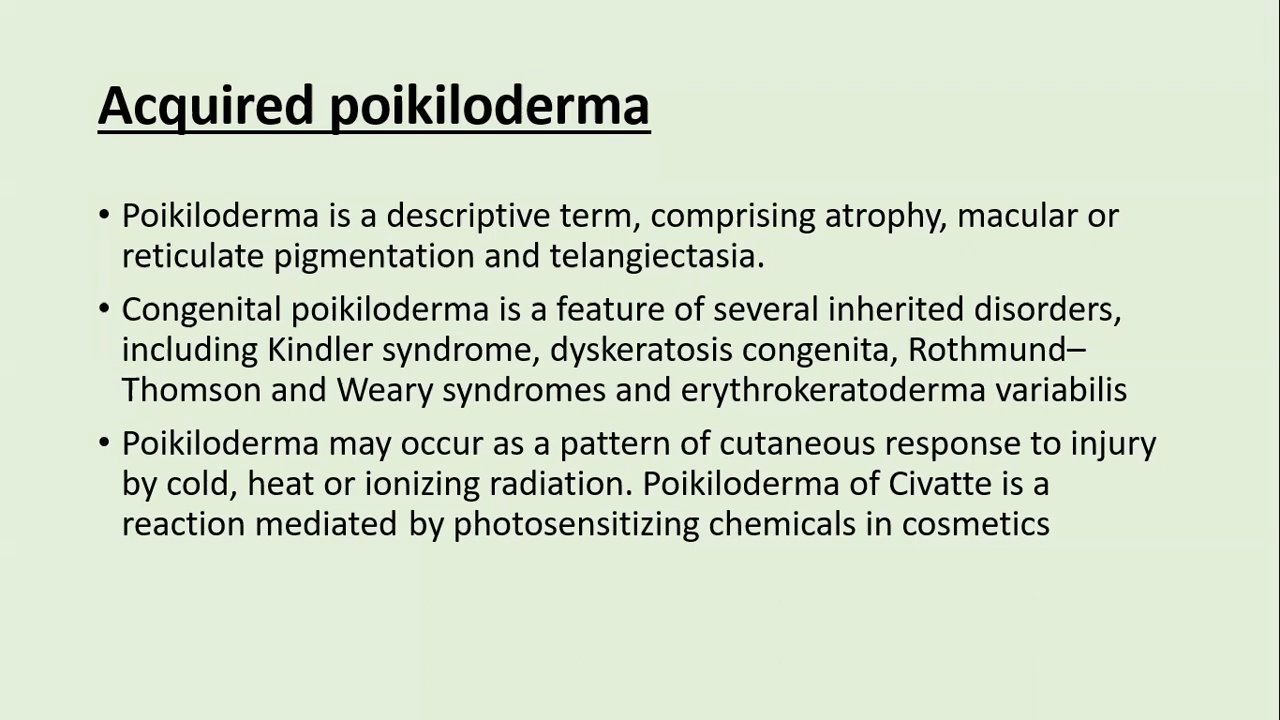 Acquired poikiloderma
• Poikiloderma is a descriptive term, comprising atrophy, macular or
reticulate pigmentation and telangiectasia.
• Congenital poikiloderma is a feature of several inherited disorders,
including Kindler syndrome, dyskeratosis congenita, Rothmund–
Thomson and Weary syndromes and erythrokeratoderma variabilis
• Poikiloderma may occur as a pattern of cutaneous response to injury
by cold, heat or ionizing radiation. Poikiloderma of Civatte is a
reaction mediated by photosensitizing chemicals in cosmetics